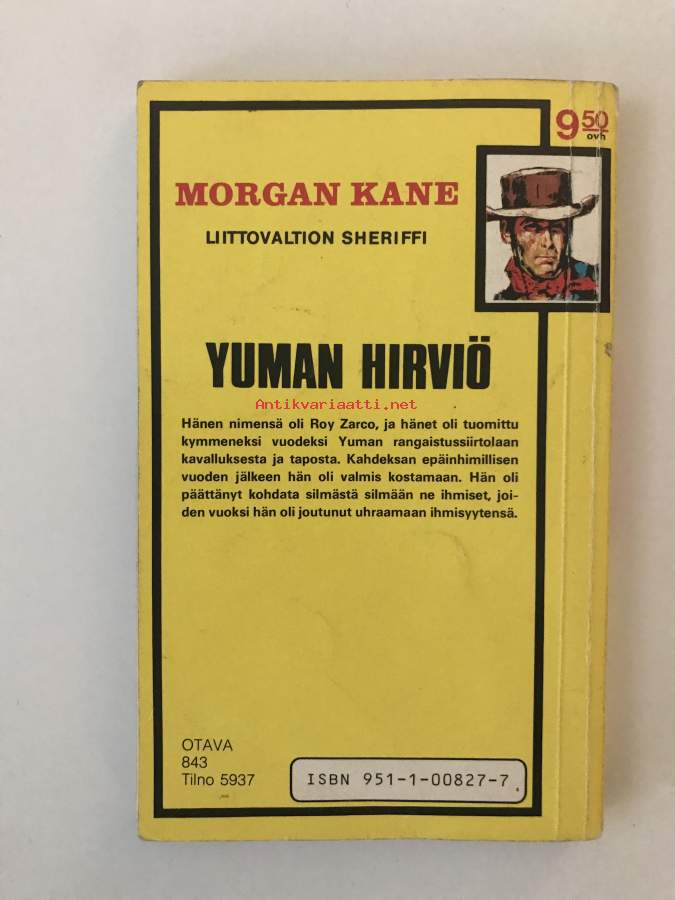 9 50
ovh
MORGAN KANE
LIITTOVALTION SHERIFFI
YUMAN HIRVIÖ
Antikvariaatti.net
Hänen nimensä oli Roy Zarco, ja hänet oli tuomittu
kymmeneksi vuodeksi Yuman rangaistussiirtolaan
kavalluksesta ja taposta. Kahdeksan epäinhimillisen
vuoden jälkeen hän oli valmis kostamaan. Hän oli
päättänyt kohdata silmästä silmään ne ihmiset, joi-
den vuoksi hän oli joutunut uhraamaan ihmisyytensä.
OTAVA
843
Tilno 5937
ISBN 951-1-00827-7